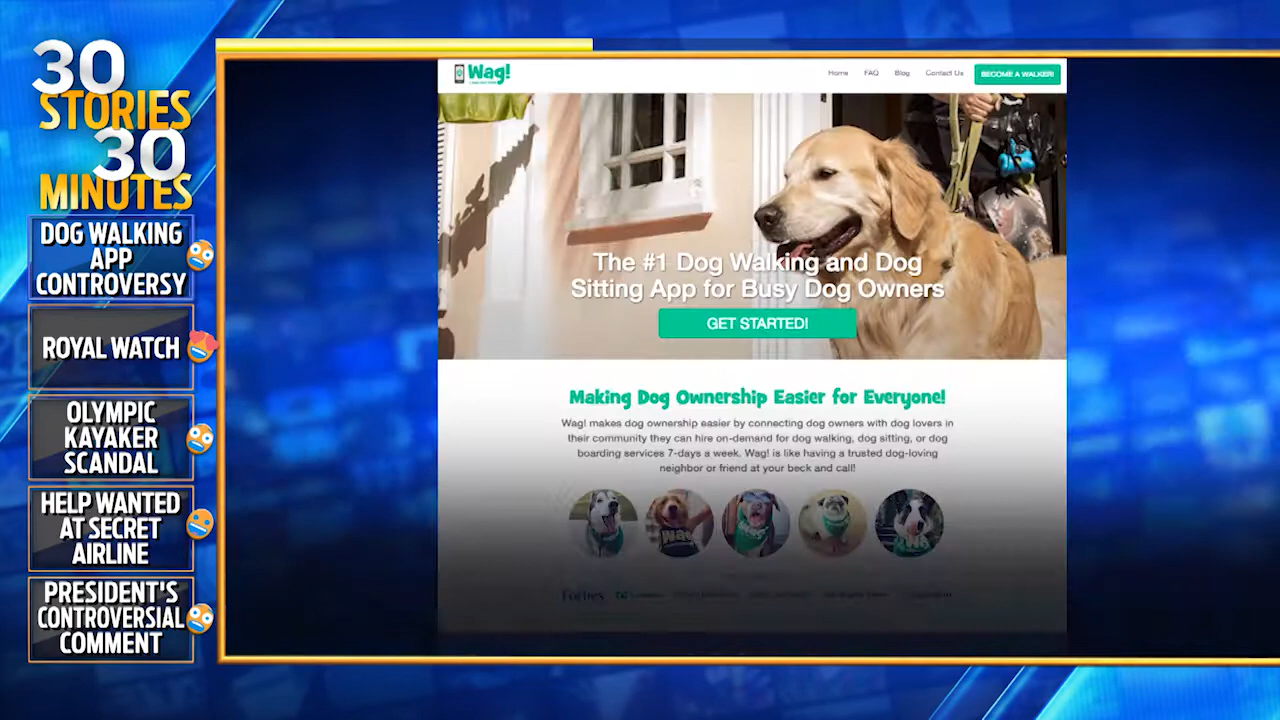 30
STORIES
30
MINUTES
DOG WALKING
APP
CONTROVERSY
ROYAL WATCH
OLYMPIC
KAYAKER
SCANDAL
HELP WANTED
AT SECRET
AIRLINE
PRESIDENT'S
CONTROVERSIAL
COMMENT
Wag!
Home FAQ Blog Contact Us BECOME A WALKER!
The #1 Dog Walking and Dog
Sitting App for Busy Dog Owners
GET STARTED!
Making Dog Ownership Easier for Everyone!
Wag! makes dog ownership easier by connecting dog owners with dog lovers in
their community they can hire on-demand for dog walking, dog sitting, or dog
boarding services 7-days a week. Wag! is like having a trusted dog-loving
neighbor or friend at your beck and call!
Forbes